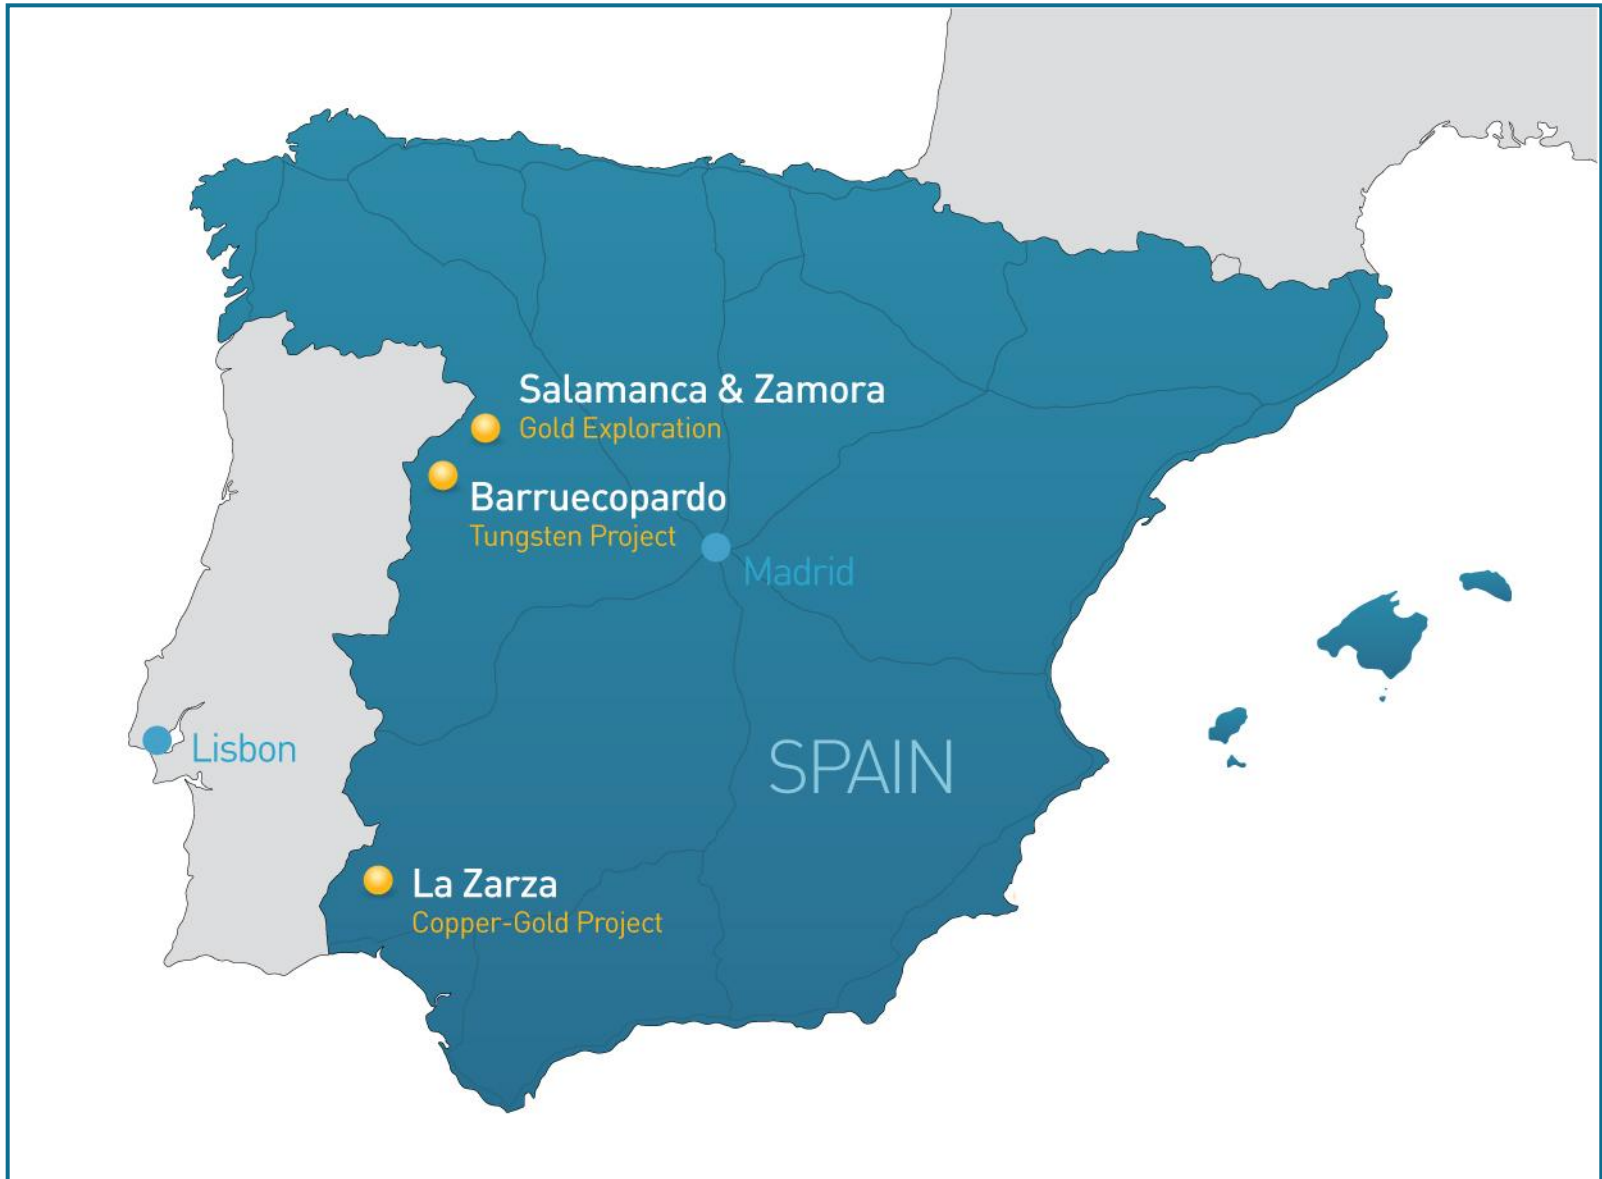 Salamanca & Zamora
Gold Exploration
Barruecopardo
Tungsten Project
Madrid
SPAIN
Lisbon
La Zarza
Copper-Gold Project